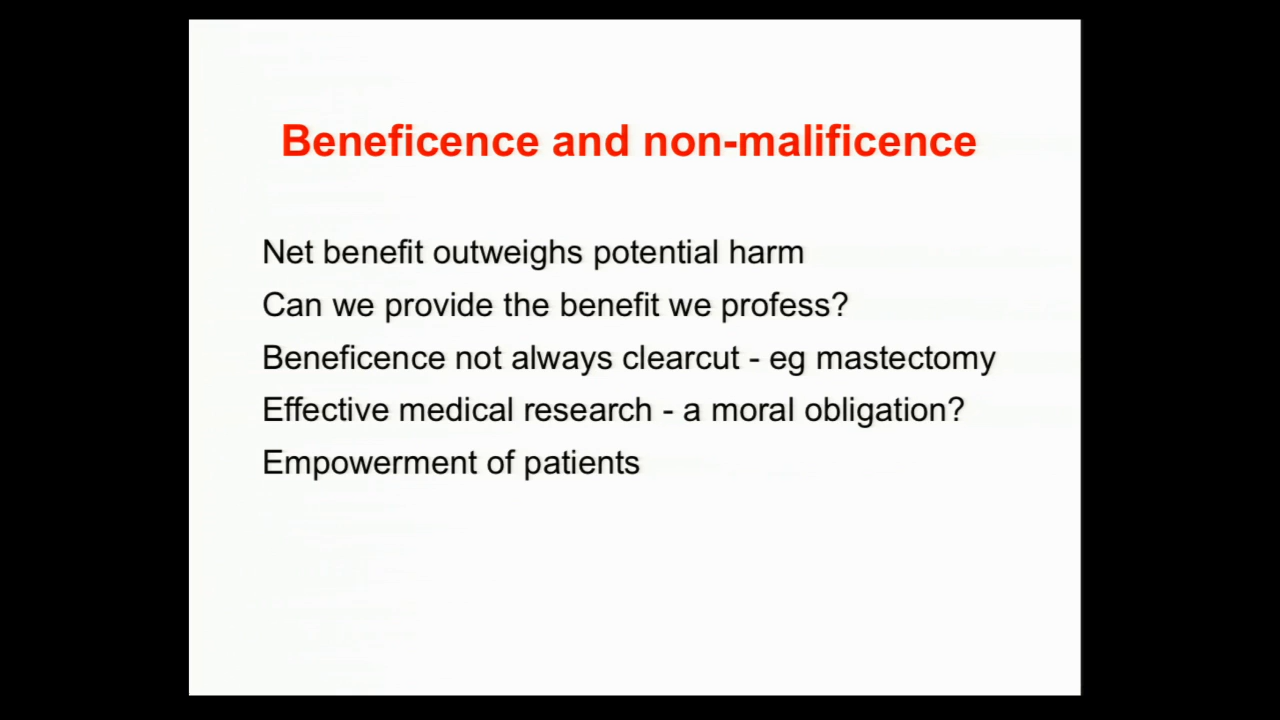 Beneficence and non-malificence
Net benefit outweighs potential harm
Can we provide the benefit we profess?
Beneficence not always clearcut - eg mastectomy
Effective medical research - a moral obligation?
Empowerment of patients